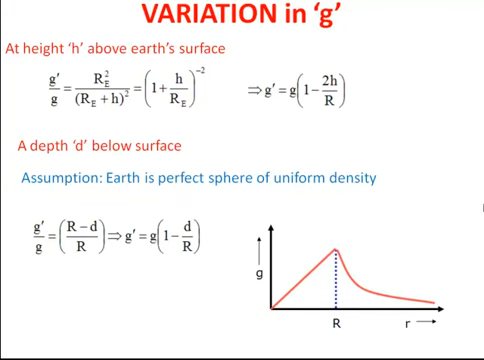 VARIATION in ‘g’
At height ‘h’ above earth’s surface
g′/g = R_E²/(R_E + h)² = (1 + h/R_E)⁻² ⇒ g′ = g(1 − 2h/R)
A depth ‘d’ below surface
Assumption: Earth is perfect sphere of uniform density
g′/g = ((R − d)/R) ⇒ g′ = g(1 − d/R)
g
R r